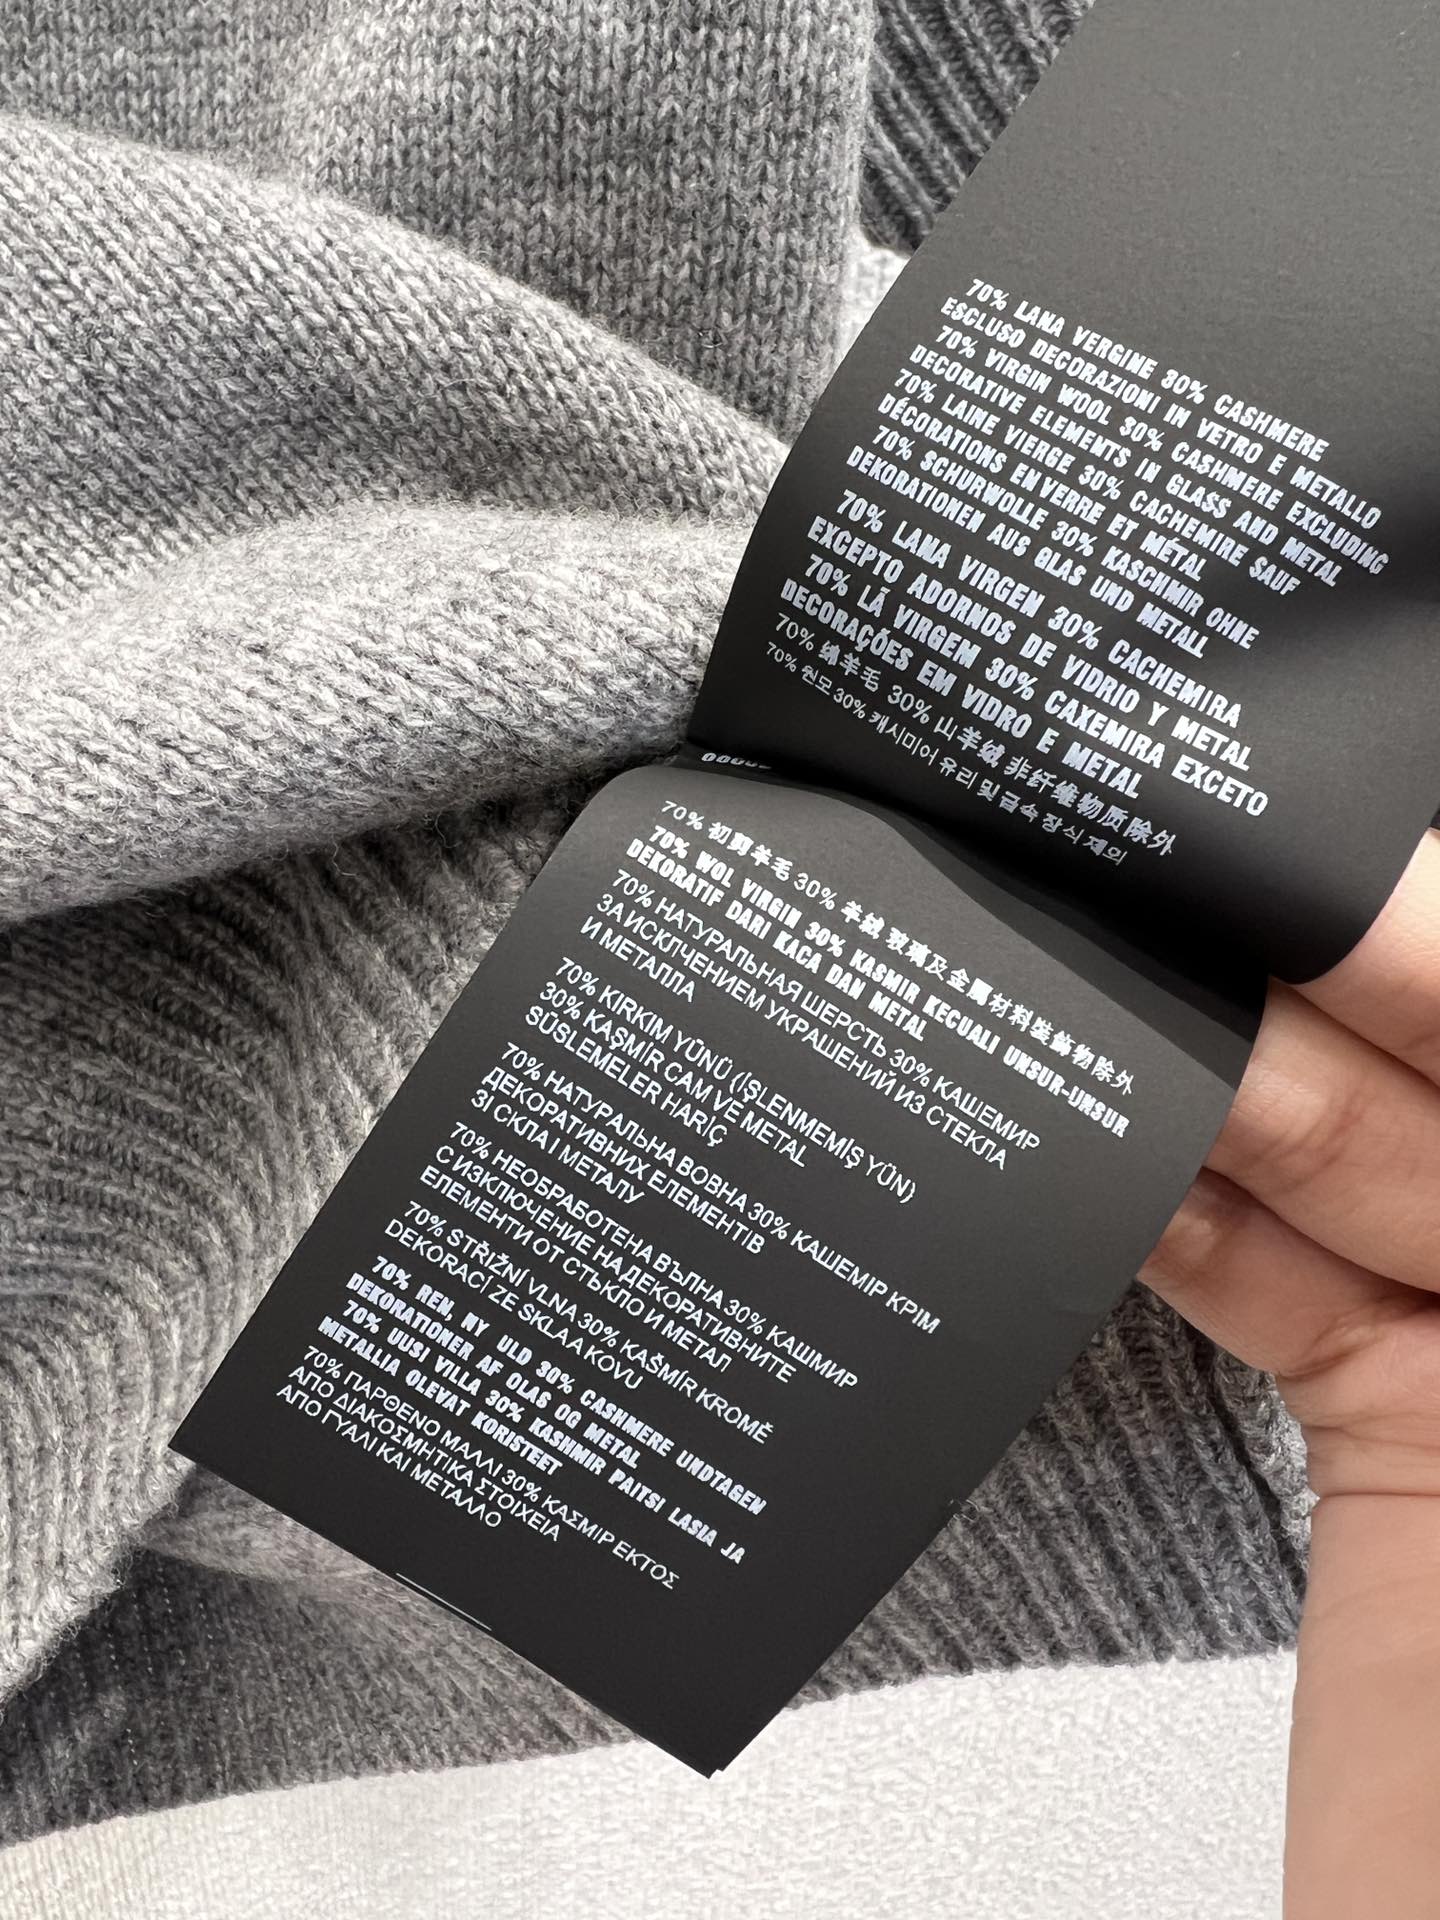 70% LANA VERGINE 30% CASHMERE
ESCLUSO DECORAZIONI IN VETRO E METALLO
70% VIRGIN WOOL 30% CASHMERE EXCLUDING
DECORATIVE ELEMENTS IN GLASS AND METAL
70% LAINE VIERGE 30% CACHEMIRE SAUF
DÉCORATIONS EN VERRE ET MÉTAL
70% SCHURWOLLE 30% KASCHMIR OHNE
DEKORATIONEN AUS GLAS UND METALL
70% LANA VIRGEN 30% CACHEMIRA
EXCEPTO ADORNOS DE VIDRIO Y METAL
70% LÃ VIRGEM 30% CAXEMIRA EXCETO
DECORAÇÕES EM VIDRO E METAL
70% 绵羊毛 30% 山羊绒 非纤维物质除外
70% 원모 30% 캐시미어 유리 및 금속 장식 제외
70% 初剪羊毛 30% 羊絨 玻璃及金屬材料裝飾物除外
70% WOL VIRGIN 30% KASMIR KECUALI UNSUR-UNSUR
DEKORATIF DARI KACA DAN METAL
70% НАТУРАЛЬНАЯ ШЕРСТЬ 30% КАШЕМИР
ЗА ИСКЛЧЕНИЕМ УКРАШЕНИЙ ИЗ СТЕКЛА
И МЕТАЛЛА
70% KIRKIM YÜNÜ (İŞLENMEMİŞ YÜN)
30% KAŞMİR CAM VE METAL
SÜSLEMELER HARİÇ
70% НАТУРАЛЬНА ВОВНА 30% КАШЕМІР КРІМ
ДЕКОРАТИВНИХ ЕЛЕМЕНТІВ
ЗІ СКЛА І МЕТАЛУ
70% НЕОБРАБОТЕНА ВЪЛНА 30% КАШМИР
С ИЗКЛЮЧЕНИЕ НА ДЕКОРАТИВНИТЕ
ЕЛЕМЕНТИ ОТ СТЬКЛО И МЕТАЛ
70% STŘIŽNÍ VLNA 30% KAŠMÍR KROMĚ
DEKORACÍ ZE SKLA A KOVU
70% REN, NY ULD 30% CASHMERE UNDTAGEN
DEKORATIONER AF OLAS OG METAL
70% UUSI VILLA 30% KASHMIR PAITSI LASIA JA
METALLIA OLEVAT KORISTEET
70% ΠΑΡΘΕΝΟ ΜΑΛΛΙ 30% ΚΑΣΜΙΡ ΕΚΤΟΣ
ΑΠΟ ΔΙΑΚΟΣΜΗΤΙΚΑ ΣΤΟΙΧΕΙΑ
ΑΠΟ ΓΥΑΛΙ ΚΑΙ ΜΕΤΑΛΛΟ